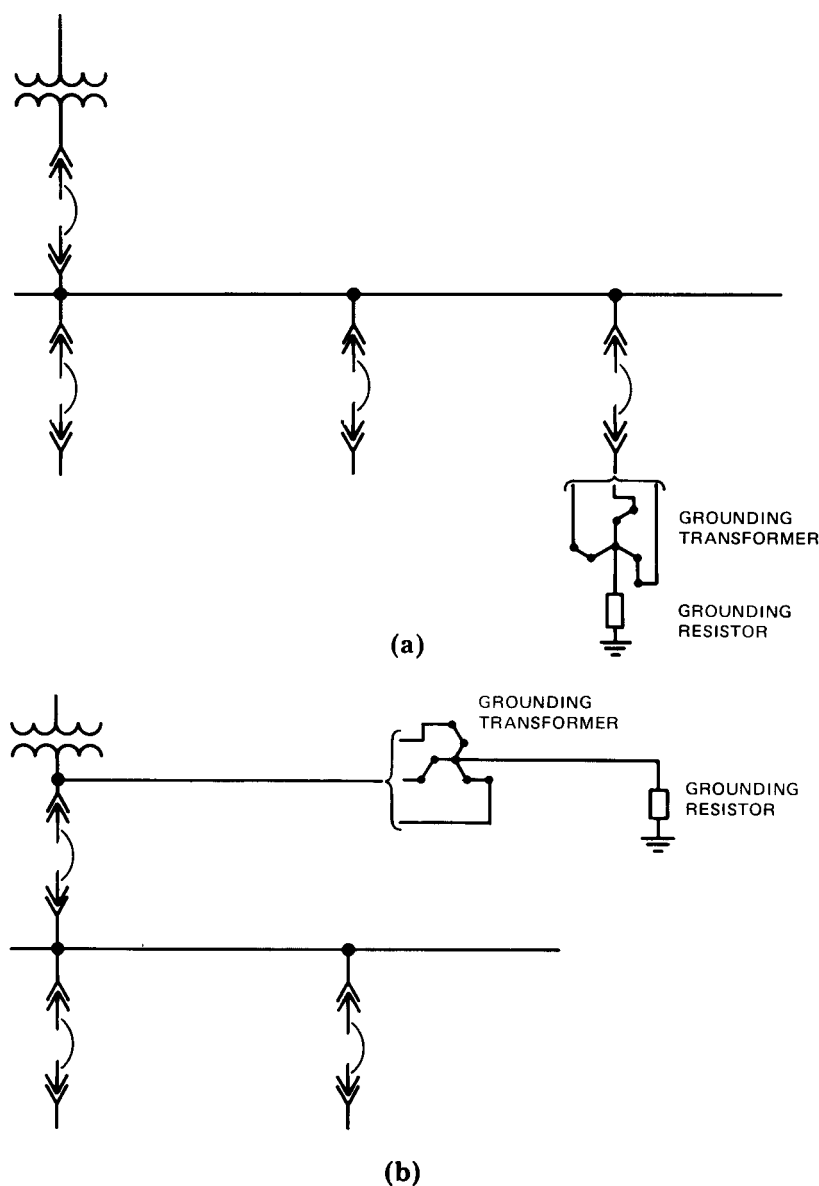 GROUNDING
TRANSFORMER
GROUNDING
RESISTOR
(a)
GROUNDING
TRANSFORMER
GROUNDING
RESISTOR
(b)